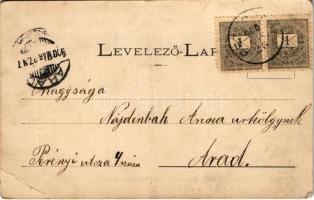 LEVELEZŐ-LAP
Nagysága
Najdenbah Anna urhölgynek
Perényi utcza 4 szám Arad.